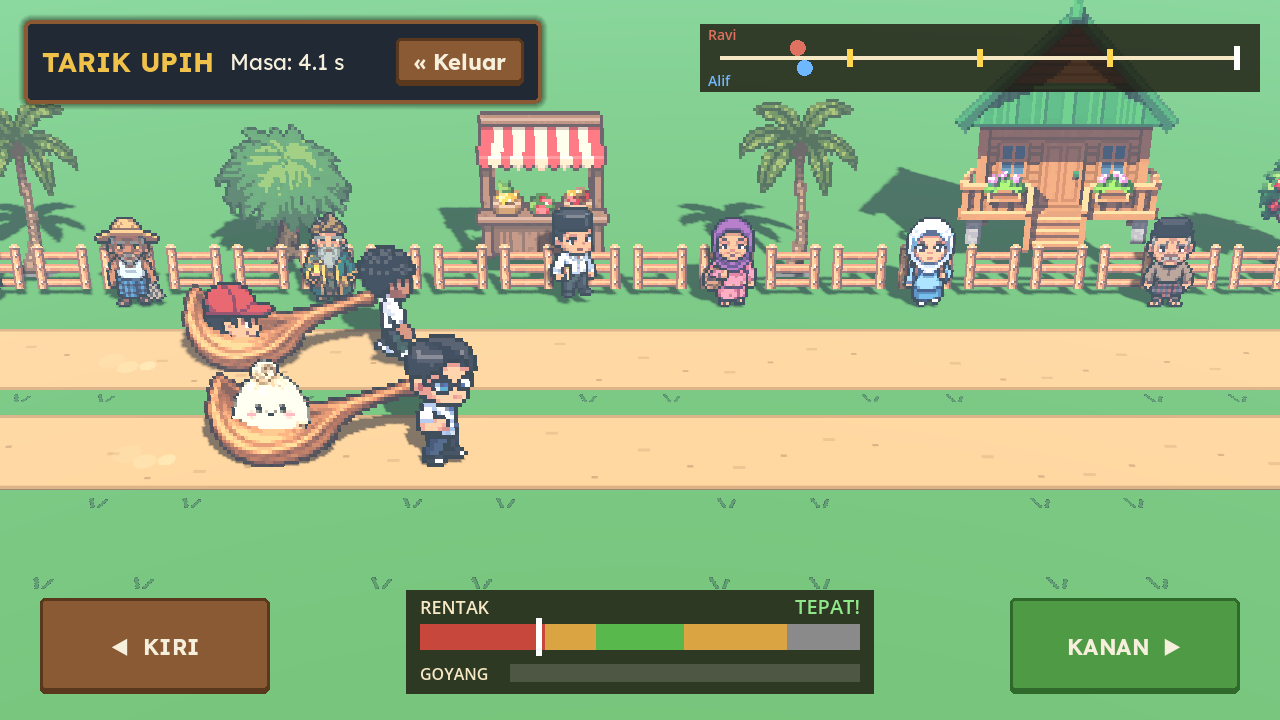 TARIK UPIH Masa: 4.1 s « Keluar
Ravi
Alif
RENTAK TEPAT!
◀ KIRI
KANAN ▶
GOYANG